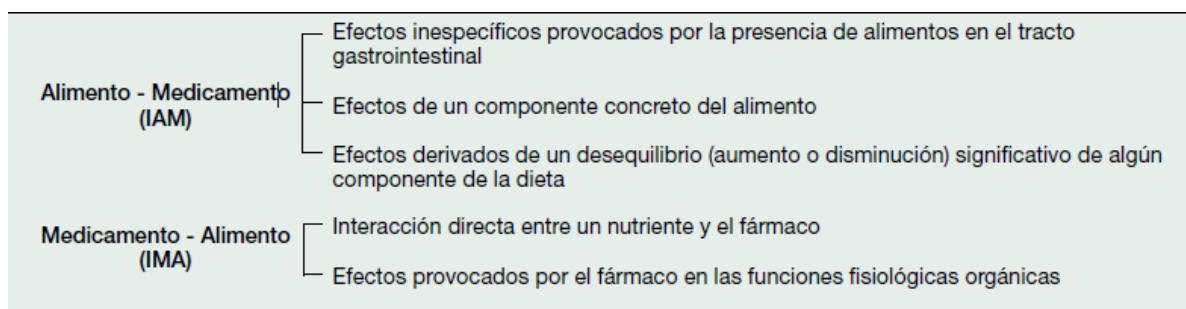 Efectos inespecíficos provocados por la presencia de alimentos en el tracto
gastrointestinal
Alimento - Medicamento
(IAM)
Efectos de un componente concreto del alimento
Efectos derivados de un desequilibrio (aumento o disminución) significativo de algún
componente de la dieta
Medicamento - Alimento
(IMA)
Interacción directa entre un nutriente y el fármaco
Efectos provocados por el fármaco en las funciones fisiológicas orgánicas